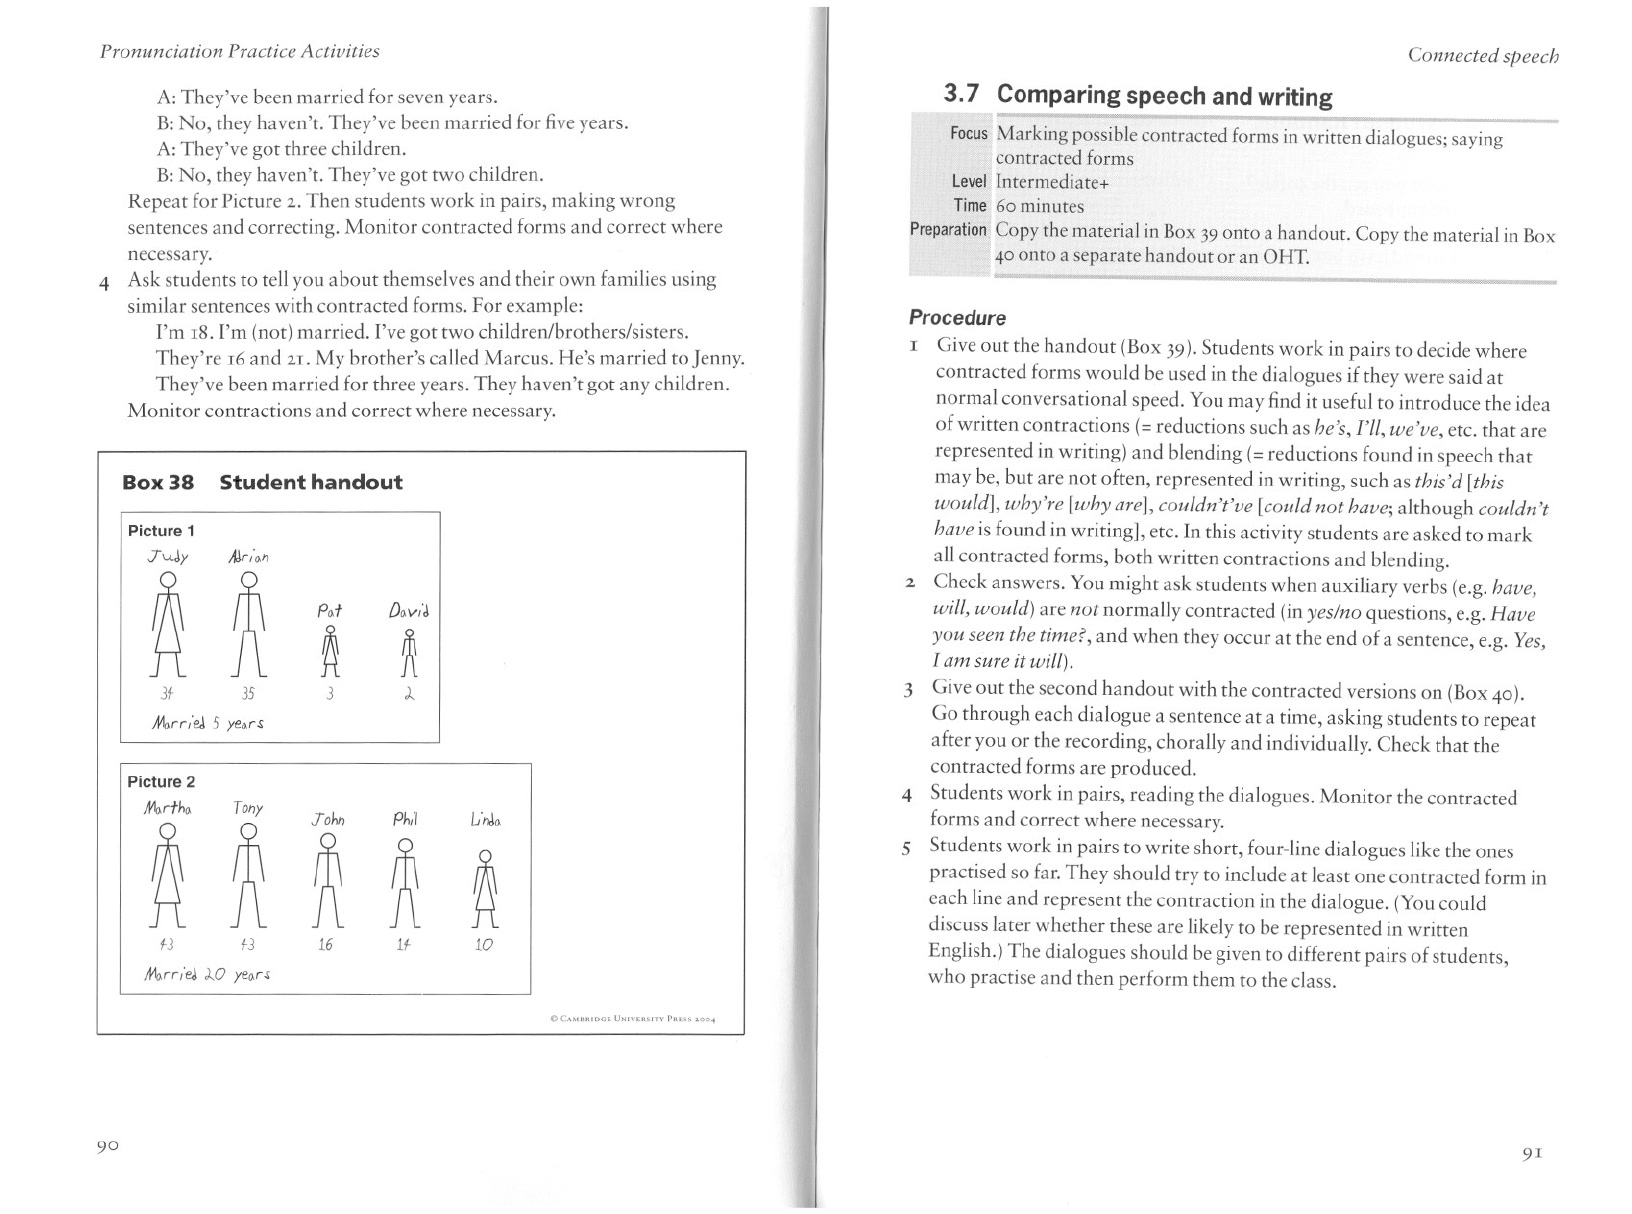 Pronunciation Practice Activities
A: They've been married for seven years.
B: No, they haven't. They've been married for five years.
A: They've got three children.
B: No, they haven't. They've got two children.
Repeat for Picture 2. Then students work in pairs, making wrong
sentences and correcting. Monitor contracted forms and correct where
necessary.
4 Ask students to tell you about themselves and their own families using
similar sentences with contracted forms. For example:
I'm 18. I'm (not) married. I've got two children/brothers/sisters.
They're 16 and 21. My brother's called Marcus. He's married to Jenny.
They've been married for three years. They haven't got any children.
Monitor contractions and correct where necessary.
Box 38 Student handout
Picture 1
Judy Adrian
Pat David
34 35 3 2
Married 5 years
Picture 2
Martha Tony John Phil Linda
43 43 16 14 10
Married 20 years
© CAMBRIDGE UNIVERSITY PRESS 2004
90
Connected speech
3.7 Comparing speech and writing
Focus Marking possible contracted forms in written dialogues; saying
contracted forms
Level Intermediate+
Time 60 minutes
Preparation Copy the material in Box 39 onto a handout. Copy the material in Box
40 onto a separate handout or an OHT.
Procedure
1 Give out the handout (Box 39). Students work in pairs to decide where
contracted forms would be used in the dialogues if they were said at
normal conversational speed. You may find it useful to introduce the idea
of written contractions (= reductions such as he's, I'll, we've, etc. that are
represented in writing) and blending (= reductions found in speech that
may be, but are not often, represented in writing, such as this'd [this
would], why're [why are], couldn't've [could not have; although couldn't
have is found in writing], etc. In this activity students are asked to mark
all contracted forms, both written contractions and blending.
2 Check answers. You might ask students when auxiliary verbs (e.g. have,
will, would) are not normally contracted (in yes/no questions, e.g. Have
you seen the time?, and when they occur at the end of a sentence, e.g. Yes,
I am sure it will).
3 Give out the second handout with the contracted versions on (Box 40).
Go through each dialogue a sentence at a time, asking students to repeat
after you or the recording, chorally and individually. Check that the
contracted forms are produced.
4 Students work in pairs, reading the dialogues. Monitor the contracted
forms and correct where necessary.
5 Students work in pairs to write short, four-line dialogues like the ones
practised so far. They should try to include at least one contracted form in
each line and represent the contraction in the dialogue. (You could
discuss later whether these are likely to be represented in written
English.) The dialogues should be given to different pairs of students,
who practise and then perform them to the class.
91